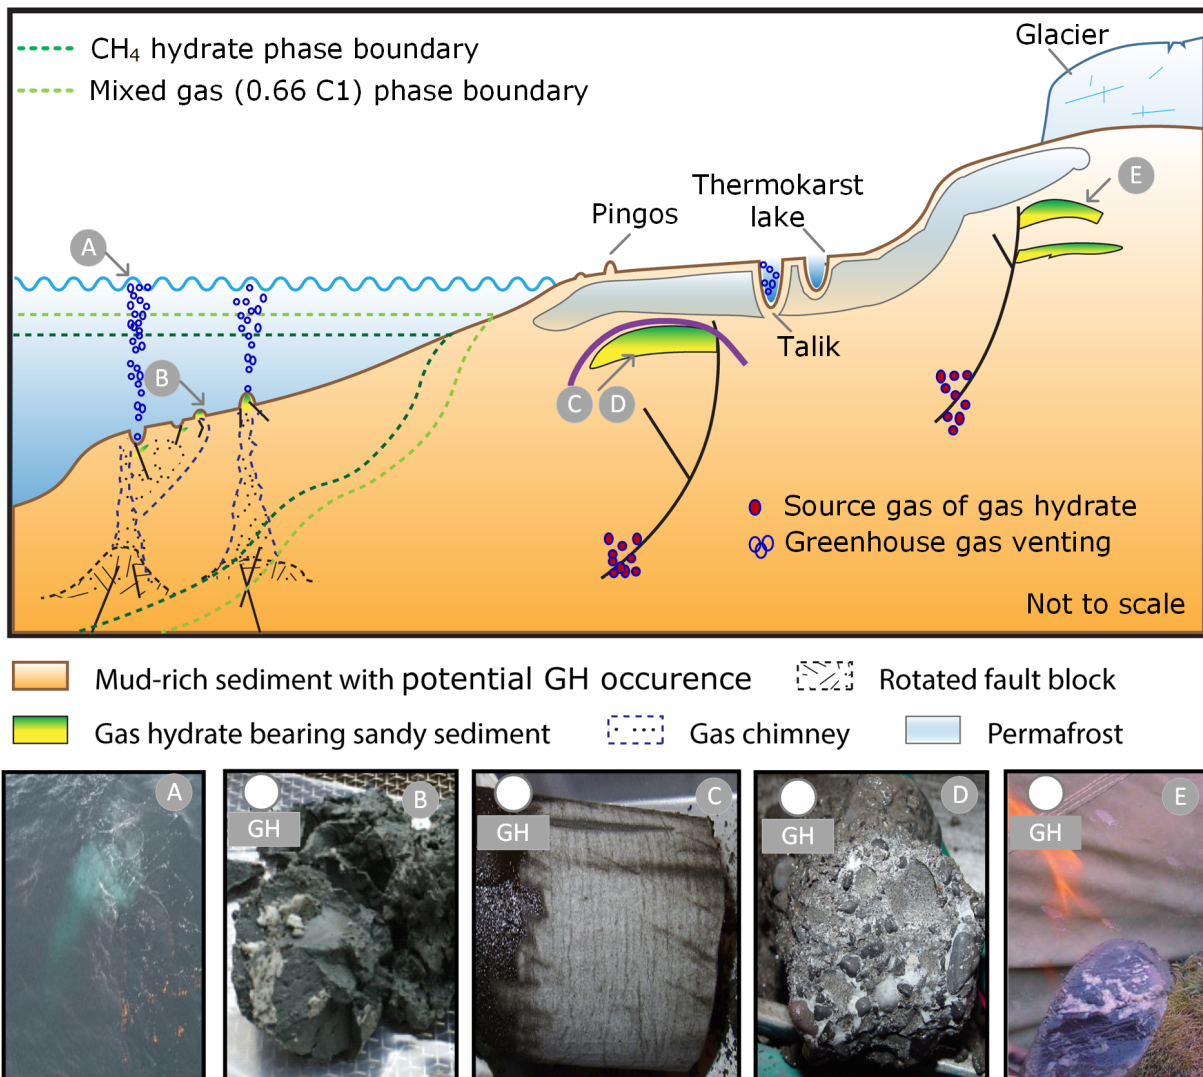 CH₄ hydrate phase boundary
Mixed gas (0.66 C1) phase boundary
Glacier
Thermokarst
lake
Pingos
A
E
B
Talik
C D
Source gas of gas hydrate
Greenhouse gas venting
Not to scale
Mud-rich sediment with potential GH occurence
Rotated fault block
Gas hydrate bearing sandy sediment
Gas chimney
Permafrost
A
B
GH
C
GH
D
GH
E
GH